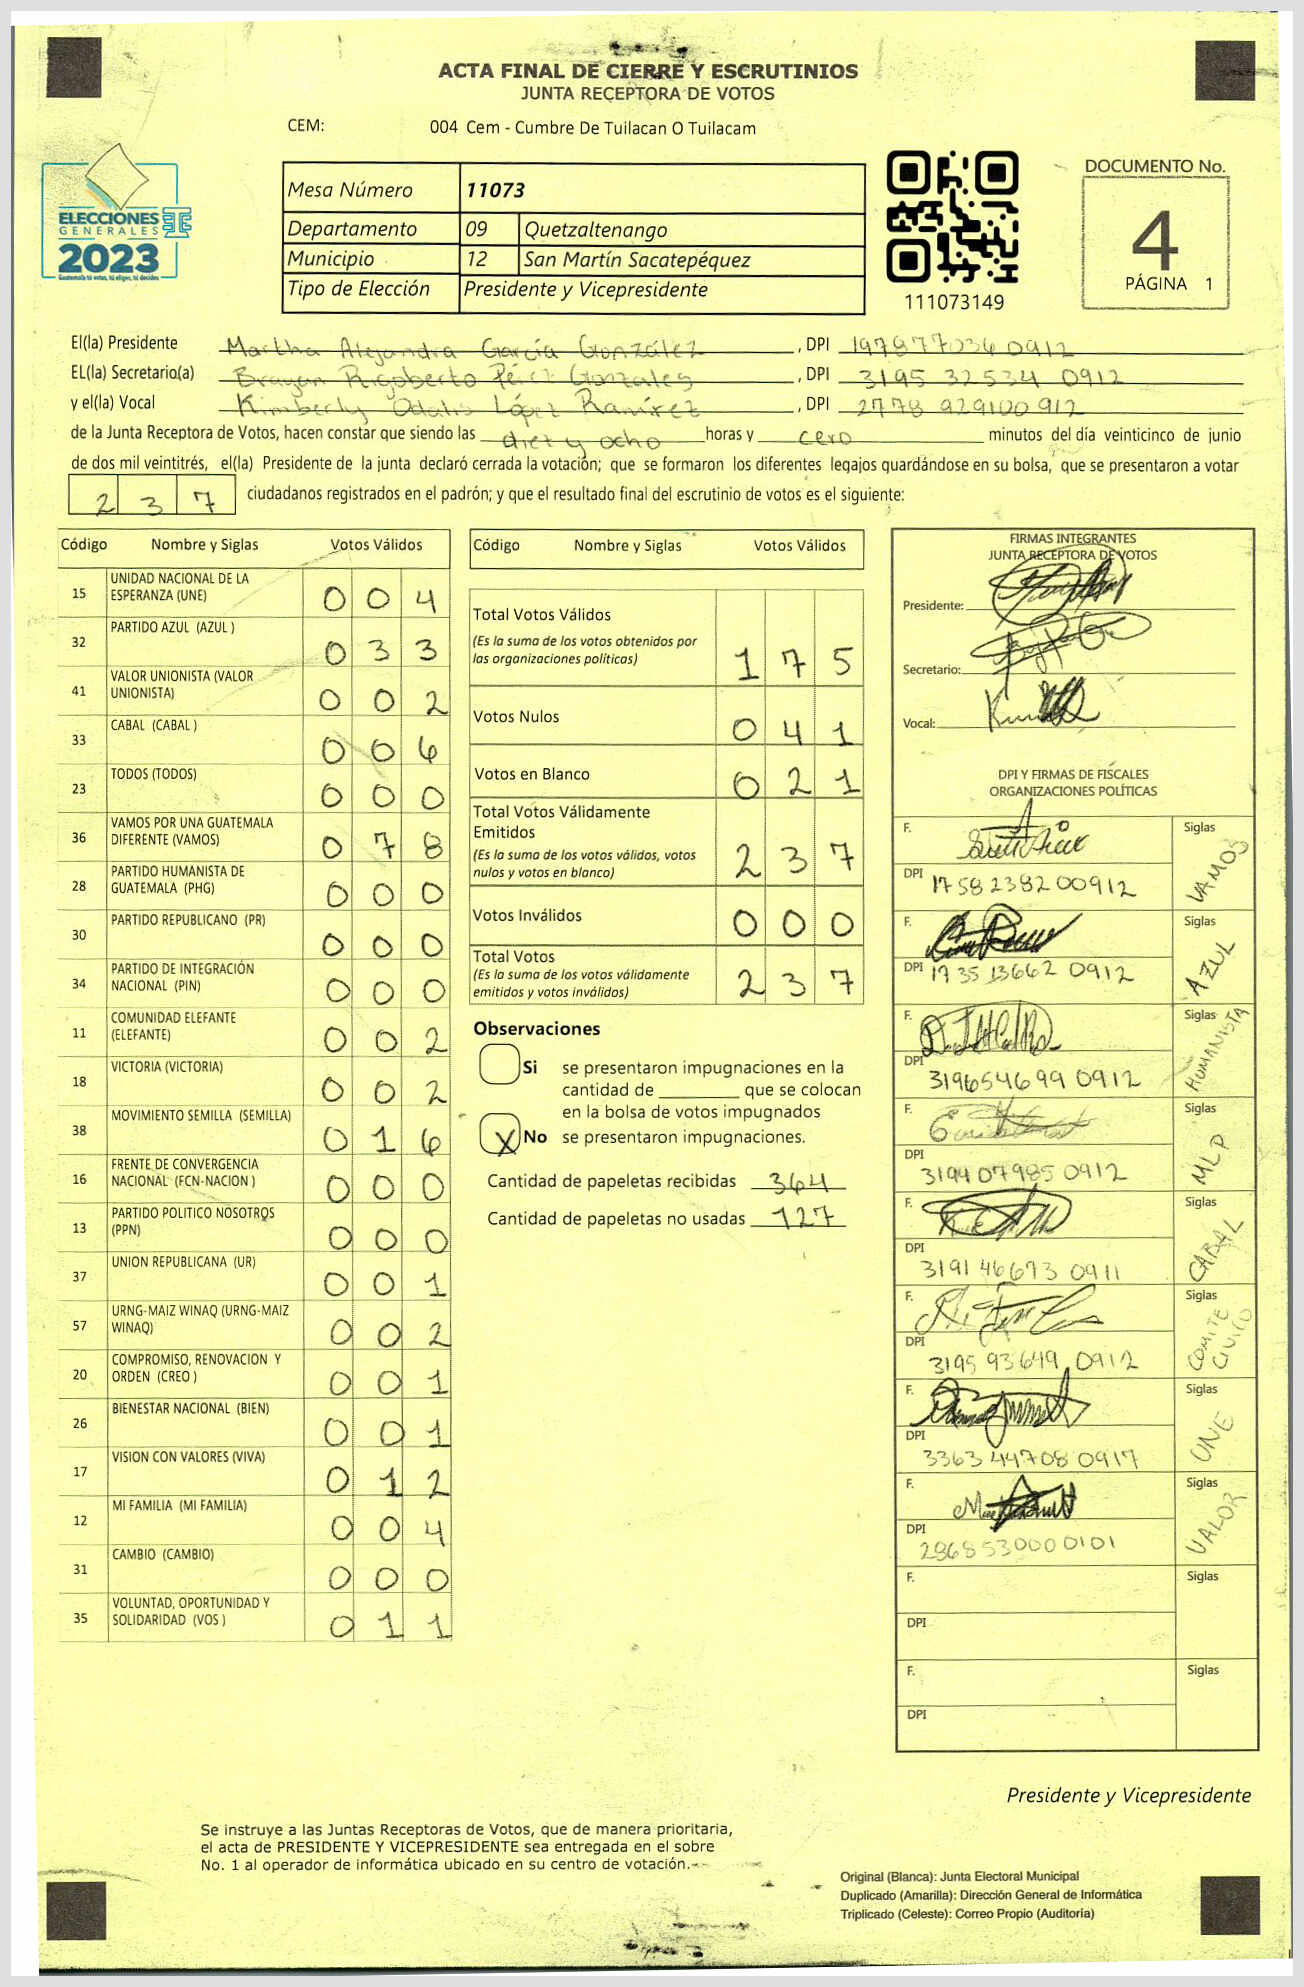 ACTA FINAL DE CIERRE Y ESCRUTINIOS
JUNTA RECEPTORA DE VOTOS
CEM: 004 Cem - Cumbre De Tuilacan O Tuilacam
ELECCIONES
GENERALES
2023
Guatemala tú votas, tú eliges, tú decides
Mesa Número 11073
Departamento 09 Quetzaltenango
Municipio 12 San Martín Sacatepéquez
Tipo de Elección Presidente y Vicepresidente
111073149
DOCUMENTO No.
4
PÁGINA 1
El(la) Presidente Martha Alejandra García González, DPI 1978770360912
EL(la) Secretario(a) Brayan Rigoberto Pérez Gonzales, DPI 3195 32534 0912
y el(la) Vocal Kimberly Odalis López Ramírez, DPI 2778 929100912
de la Junta Receptora de Votos, hacen constar que siendo las diez y ocho horas y cero minutos del día veinticinco de junio
de dos mil veintitrés, el(la) Presidente de la junta declaró cerrada la votación; que se formaron los diferentes legajos guardándose en su bolsa, que se presentaron a votar
237 ciudadanos registrados en el padrón; y que el resultado final del escrutinio de votos es el siguiente:
Código Nombre y Siglas Votos Válidos
15 UNIDAD NACIONAL DE LA ESPERANZA (UNE) 0 0 4
32 PARTIDO AZUL (AZUL ) 0 3 3
41 VALOR UNIONISTA (VALOR UNIONISTA) 0 0 2
33 CABAL (CABAL ) 0 0 6
23 TODOS (TODOS) 0 0 0
36 VAMOS POR UNA GUATEMALA DIFERENTE (VAMOS) 0 7 8
28 PARTIDO HUMANISTA DE GUATEMALA (PHG) 0 0 0
30 PARTIDO REPUBLICANO (PR) 0 0 0
34 PARTIDO DE INTEGRACIÓN NACIONAL (PIN) 0 0 0
11 COMUNIDAD ELEFANTE (ELEFANTE) 0 0 2
18 VICTORIA (VICTORIA) 0 0 2
38 MOVIMIENTO SEMILLA (SEMILLA) 0 1 6
16 FRENTE DE CONVERGENCIA NACIONAL (FCN-NACION ) 0 0 0
13 PARTIDO POLITICO NOSOTROS (PPN) 0 0 0
37 UNION REPUBLICANA (UR) 0 0 1
57 URNG-MAIZ WINAQ (URNG-MAIZ WINAQ) 0 0 2
20 COMPROMISO, RENOVACION Y ORDEN (CREO ) 0 0 1
26 BIENESTAR NACIONAL (BIEN) 0 0 1
17 VISION CON VALORES (VIVA) 0 1 2
12 MI FAMILIA (MI FAMILIA) 0 0 4
31 CAMBIO (CAMBIO) 0 0 0
35 VOLUNTAD, OPORTUNIDAD Y SOLIDARIDAD (VOS ) 0 1 1
Código Nombre y Siglas Votos Válidos
Total Votos Válidos
(Es la suma de los votos obtenidos por
las organizaciones políticas) 1 7 5
Votos Nulos 0 4 1
Votos en Blanco 0 2 1
Total Votos Válidamente
Emitidos
(Es la suma de los votos válidos, votos
nulos y votos en blanco) 2 3 7
Votos Inválidos 0 0 0
Total Votos
(Es la suma de los votos válidamente
emitidos y votos inválidos) 2 3 7
Observaciones
Si se presentaron impugnaciones en la
cantidad de ________ que se colocan
en la bolsa de votos impugnados
X No se presentaron impugnaciones.
Cantidad de papeletas recibidas 364
Cantidad de papeletas no usadas 127
FIRMAS INTEGRANTES
JUNTA RECEPTORA DE VOTOS
Presidente:
Secretario:
Vocal:
DPI Y FIRMAS DE FISCALES
ORGANIZACIONES POLÍTICAS
F. Siglas VAMOS
DPI 1758238200912
F. Siglas AZUL
DPI 1735 13662 0912
F. Siglas HUMANISTA
DPI 319654699 0912
F. Siglas MLP
DPI 3194079850912
F. Siglas CABAL
DPI 3191 46673 0911
F. Siglas COMITE CIVICO
DPI 3195 93649 0912
F. Siglas UNE
DPI 3363 44708 0917
F. Siglas VALOR
DPI 2868530000101
F. Siglas
DPI
F. Siglas
DPI
Presidente y Vicepresidente
Se instruye a las Juntas Receptoras de Votos, que de manera prioritaria,
el acta de PRESIDENTE Y VICEPRESIDENTE sea entregada en el sobre
No. 1 al operador de informática ubicado en su centro de votación.
Original (Blanca): Junta Electoral Municipal
Duplicado (Amarilla): Dirección General de Informática
Triplicado (Celeste): Correo Propio (Auditoría)